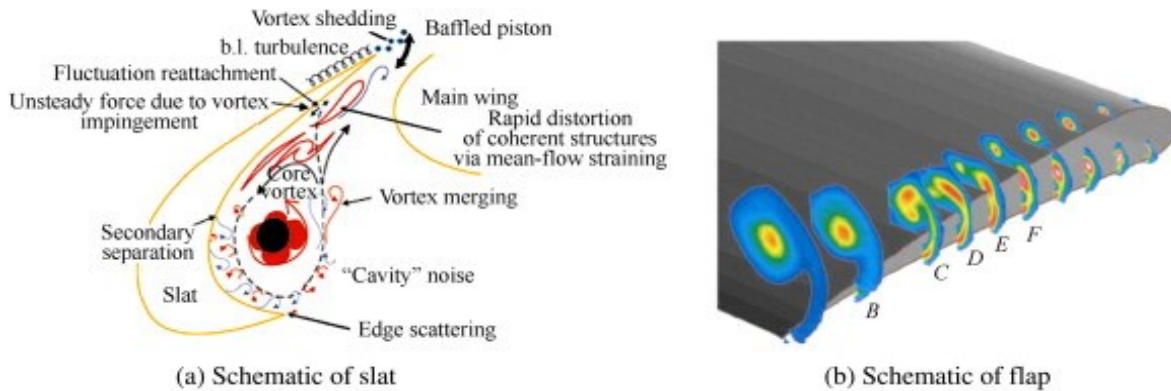 Vortex shedding
Baffled piston
b.l. turbulence
Fluctuation reattachment
Unsteady force due to vortex
impingement
Main wing
Rapid distortion
of coherent structures
via mean-flow straining
Core
vortex
Vortex merging
Secondary
separation
"Cavity" noise
Slat
Edge scattering
(a) Schematic of slat
B
C
D
E
F
(b) Schematic of flap